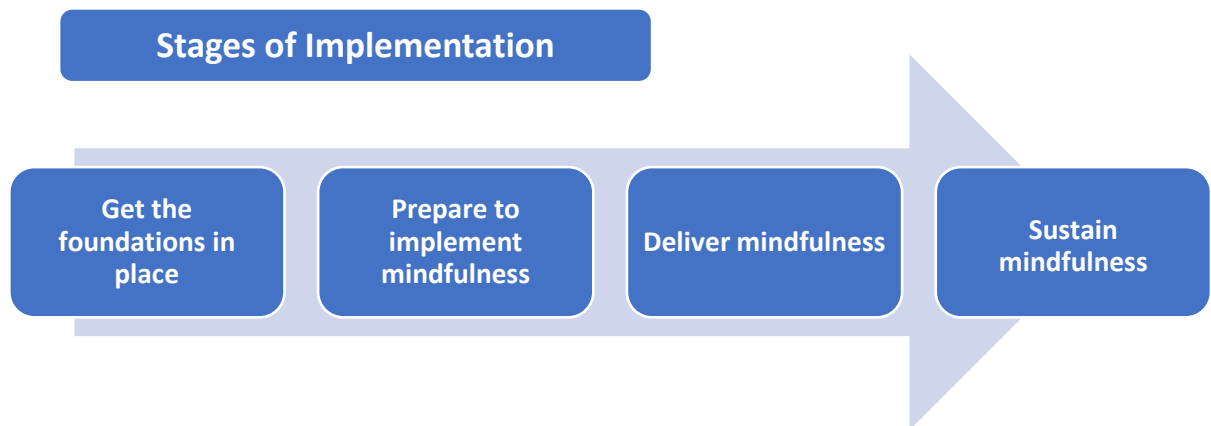 Stages of Implementation
Get the
foundations in
place
Prepare to
implement
mindfulness
Deliver mindfulness
Sustain
mindfulness